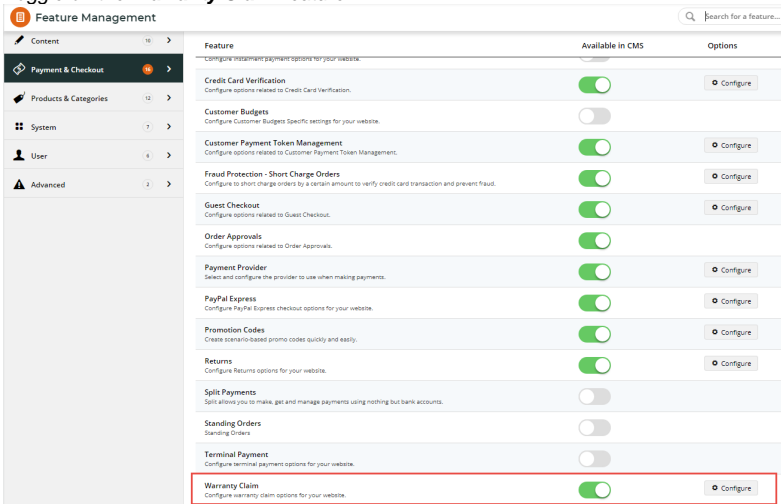 Feature Management
Search for a feature...
Content 10
Payment & Checkout 16
Products & Categories 12
System 7
User 6
Advanced 2
Feature Available in CMS Options
Configure instalment payment options for your website.
Credit Card Verification
Configure options related to Credit Card Verification.
Configure
Customer Budgets
Configure Customer Budgets Specific settings for your website.
Customer Payment Token Management
Configure options related to Customer Payment Token Management.
Configure
Fraud Protection - Short Charge Orders
Configure to short charge orders by a certain amount to verify credit card transaction and prevent fraud.
Configure
Guest Checkout
Configure options related to Guest Checkout.
Configure
Order Approvals
Configure options related to Order Approvals.
Payment Provider
Select and configure the provider to use when making payments.
Configure
PayPal Express
Configure PayPal Express checkout options for your website.
Configure
Promotion Codes
Create scenario-based promo codes quickly and easily.
Configure
Returns
Configure Returns options for your website.
Configure
Split Payments
Split allows you to make, get and manage payments using nothing but bank accounts.
Standing Orders
Standing Orders
Terminal Payment
Configure terminal payment options for your website.
Warranty Claim
Configure warranty claim options for your website.
Configure